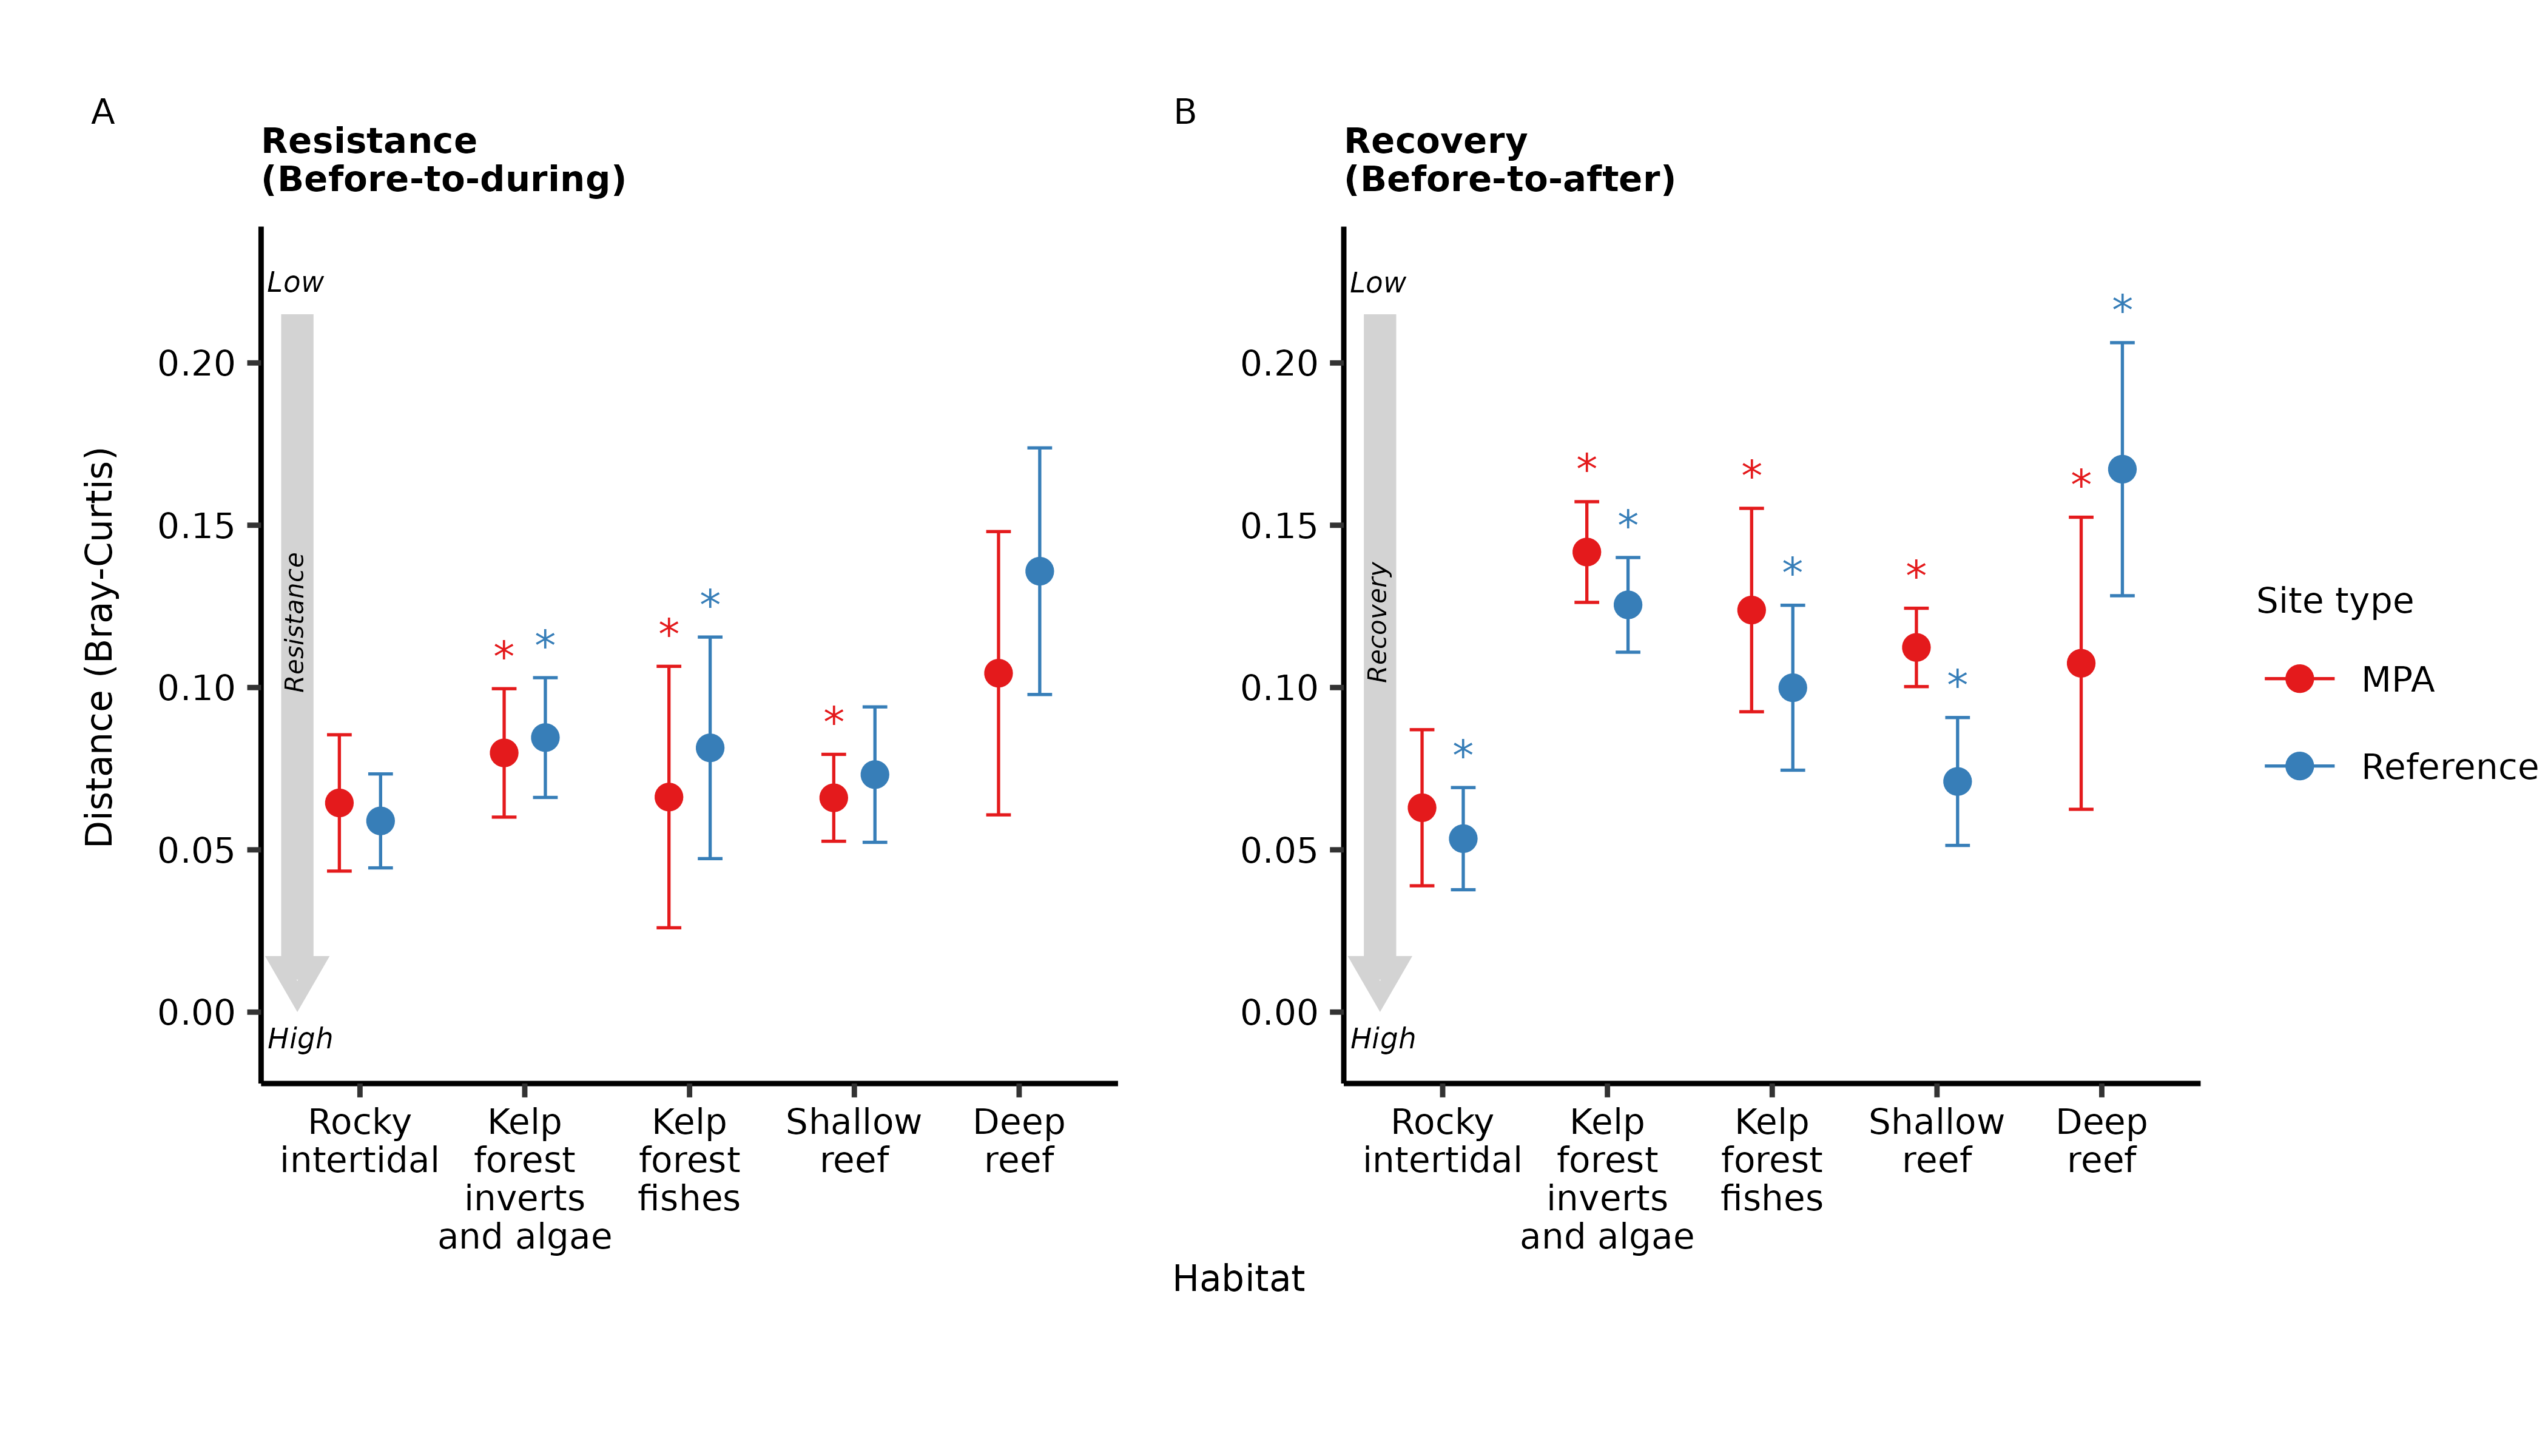 A
Resistance
(Before-to-during)
Distance (Bray-Curtis)
0.20
0.15
0.10
0.05
0.00
Low
Resistance
High
*
*
*
*
*
Rocky
intertidal
Kelp
forest
inverts
and algae
Kelp
forest
fishes
Shallow
reef
Deep
reef
B
Recovery
(Before-to-after)
0.20
0.15
0.10
0.05
0.00
Low
Recovery
High
*
*
*
*
*
*
*
*
*
Rocky
intertidal
Kelp
forest
inverts
and algae
Kelp
forest
fishes
Shallow
reef
Deep
reef
Habitat
Site type
MPA
Reference